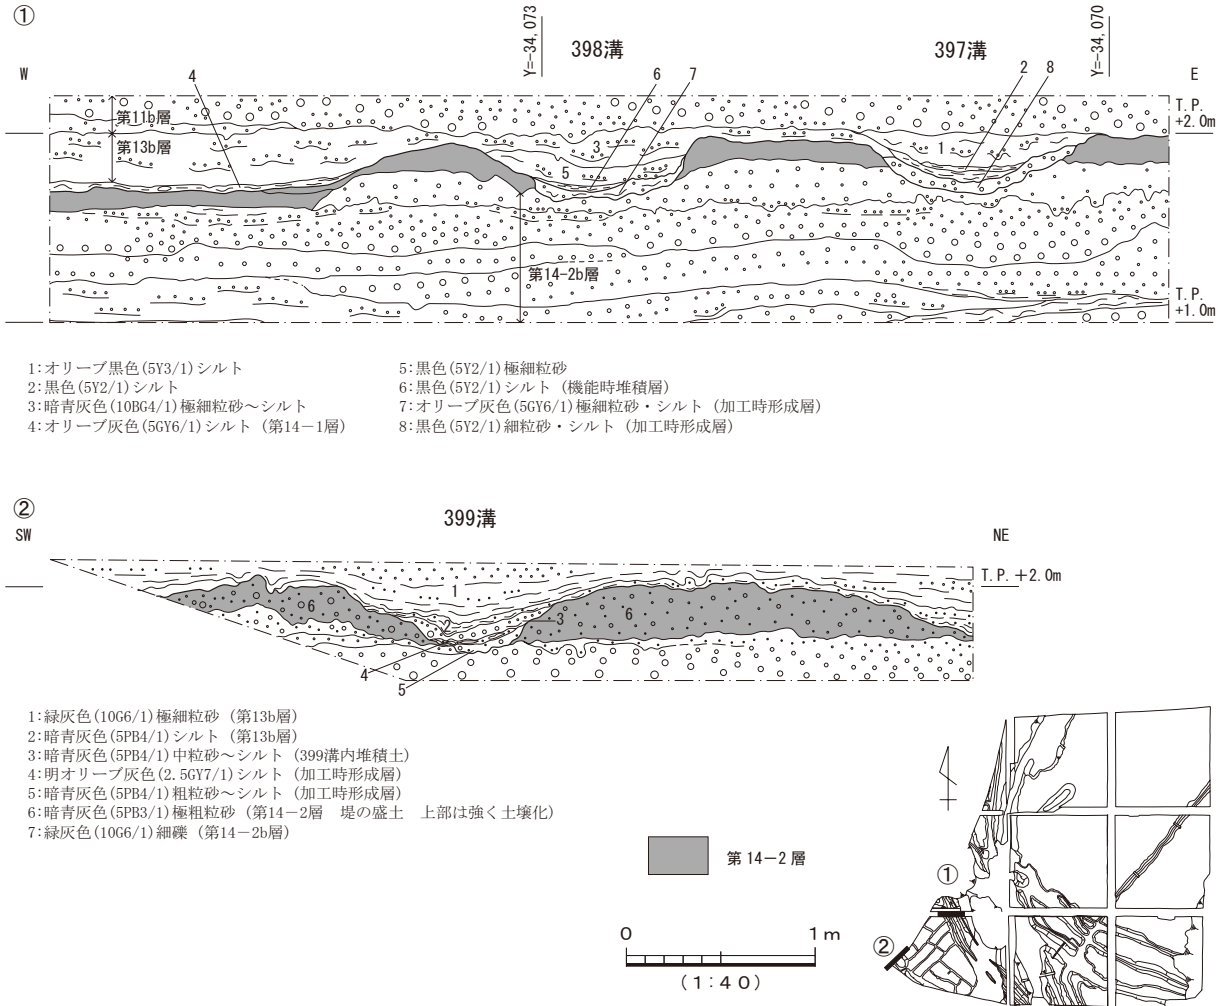 ①
W
4
Y=-34,073
398溝
6
7
397溝
2
8
Y=-34,070
E
T.P.
+2.0m
第11b層
第13b層
3
5
1
第14-2b層
T.P.
+1.0m
1:オリーブ黒色(5Y3/1)シルト
2:黒色(5Y2/1)シルト
3:暗青灰色(10BG4/1)極細粒砂～シルト
4:オリーブ灰色(5GY6/1)シルト（第14－1層）
5:黒色(5Y2/1)極細粒砂
6:黒色(5Y2/1)シルト（機能時堆積層）
7:オリーブ灰色(5GY6/1)極細粒砂・シルト（加工時形成層）
8:黒色(5Y2/1)細粒砂・シルト（加工時形成層）
②
SW
399溝
NE
T.P.+2.0m
1
6
2
3
6
4
5
1:緑灰色(10G6/1)極細粒砂（第13b層）
2:暗青灰色(5PB4/1)シルト（第13b層）
3:暗青灰色(5PB4/1)中粒砂～シルト（399溝内堆積土）
4:明オリーブ灰色(2.5GY7/1)シルト（加工時形成層）
5:暗青灰色(5PB4/1)粗粒砂～シルト（加工時形成層）
6:暗青灰色(5PB3/1)極粗粒砂（第14－2層　堤の盛土　上部は強く土壌化）
7:緑灰色(10G6/1)細礫（第14－2b層）
第14－2層
0 1m
(1:40)
①
②